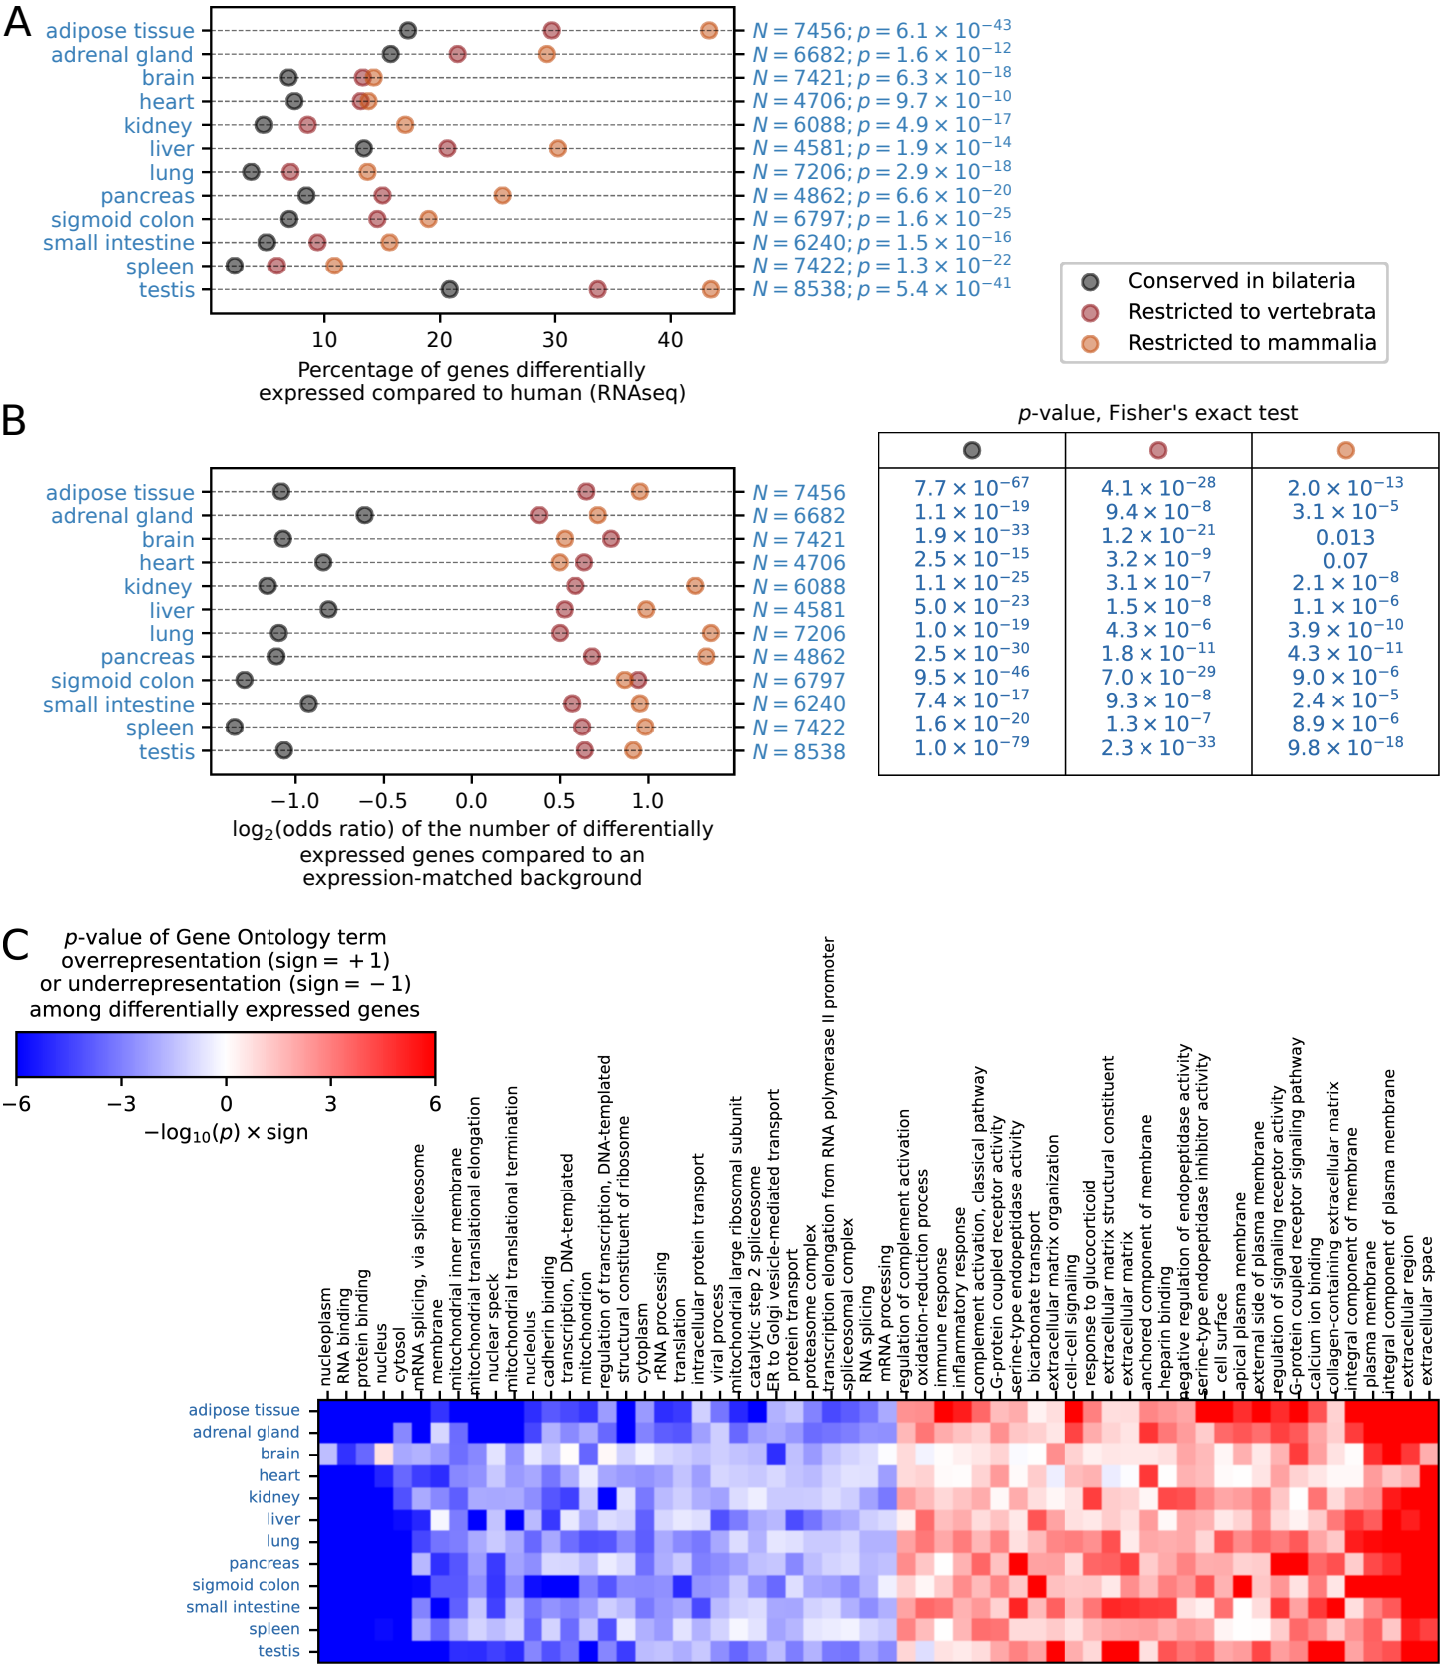 A
adipose tissue N = 7456; p = 6.1 × 10⁻⁴³
adrenal gland N = 6682; p = 1.6 × 10⁻¹²
brain N = 7421; p = 6.3 × 10⁻¹⁸
heart N = 4706; p = 9.7 × 10⁻¹⁰
kidney N = 6088; p = 4.9 × 10⁻¹⁷
liver N = 4581; p = 1.9 × 10⁻¹⁴
lung N = 7206; p = 2.9 × 10⁻¹⁸
pancreas N = 4862; p = 6.6 × 10⁻²⁰
sigmoid colon N = 6797; p = 1.6 × 10⁻²⁵
small intestine N = 6240; p = 1.5 × 10⁻¹⁶
spleen N = 7422; p = 1.3 × 10⁻²²
testis N = 8538; p = 5.4 × 10⁻⁴¹
10 20 30 40
Percentage of genes differentially
expressed compared to human (RNAseq)
Conserved in bilateria
Restricted to vertebrata
Restricted to mammalia
B
p-value, Fisher's exact test
adipose tissue N = 7456 7.7 × 10⁻⁶⁷ 4.1 × 10⁻²⁸ 2.0 × 10⁻¹³
adrenal gland N = 6682 1.1 × 10⁻¹⁹ 9.4 × 10⁻⁸ 3.1 × 10⁻⁵
brain N = 7421 1.9 × 10⁻³³ 1.2 × 10⁻²¹ 0.013
heart N = 4706 2.5 × 10⁻¹⁵ 3.2 × 10⁻⁹ 0.07
kidney N = 6088 1.1 × 10⁻²⁵ 3.1 × 10⁻⁷ 2.1 × 10⁻⁸
liver N = 4581 5.0 × 10⁻²³ 1.5 × 10⁻⁸ 1.1 × 10⁻⁶
lung N = 7206 1.0 × 10⁻¹⁹ 4.3 × 10⁻⁶ 3.9 × 10⁻¹⁰
pancreas N = 4862 2.5 × 10⁻³⁰ 1.8 × 10⁻¹¹ 4.3 × 10⁻¹¹
sigmoid colon N = 6797 9.5 × 10⁻⁴⁶ 7.0 × 10⁻²⁹ 9.0 × 10⁻⁶
small intestine N = 6240 7.4 × 10⁻¹⁷ 9.3 × 10⁻⁸ 2.4 × 10⁻⁵
spleen N = 7422 1.6 × 10⁻²⁰ 1.3 × 10⁻⁷ 8.9 × 10⁻⁶
testis N = 8538 1.0 × 10⁻⁷⁹ 2.3 × 10⁻³³ 9.8 × 10⁻¹⁸
−1.0 −0.5 0.0 0.5 1.0
log₂(odds ratio) of the number of differentially
expressed genes compared to an
expression-matched background
C
p-value of Gene Ontology term
overrepresentation (sign = +1)
or underrepresentation (sign = −1)
among differentially expressed genes
−6 −3 0 3 6
−log₁₀(p) × sign
nucleoplasm
RNA binding
protein binding
nucleus
cytosol
mRNA splicing, via spliceosome
membrane
mitochondrial inner membrane
mitochondrial translational elongation
nuclear speck
mitochondrial translational termination
nucleolus
cadherin binding
transcription, DNA-templated
mitochondrion
regulation of transcription, DNA-templated
structural constituent of ribosome
cytoplasm
rRNA processing
translation
intracellular protein transport
viral process
mitochondrial large ribosomal subunit
catalytic step 2 spliceosome
ER to Golgi vesicle-mediated transport
protein transport
proteasome complex
transcription elongation from RNA polymerase II promoter
spliceosomal complex
RNA splicing
mRNA processing
regulation of complement activation
oxidation-reduction process
immune response
inflammatory response
complement activation, classical pathway
G-protein coupled receptor activity
serine-type endopeptidase activity
bicarbonate transport
extracellular matrix organization
cell-cell signaling
response to glucocorticoid
extracellular matrix structural constituent
extracellular matrix
anchored component of membrane
heparin binding
negative regulation of endopeptidase activity
serine-type endopeptidase inhibitor activity
cell surface
apical plasma membrane
external side of plasma membrane
regulation of signaling receptor activity
G-protein coupled receptor signaling pathway
calcium ion binding
collagen-containing extracellular matrix
integral component of membrane
plasma membrane
integral component of plasma membrane
extracellular region
extracellular space
adipose tissue
adrenal gland
brain
heart
kidney
liver
lung
pancreas
sigmoid colon
small intestine
spleen
testis